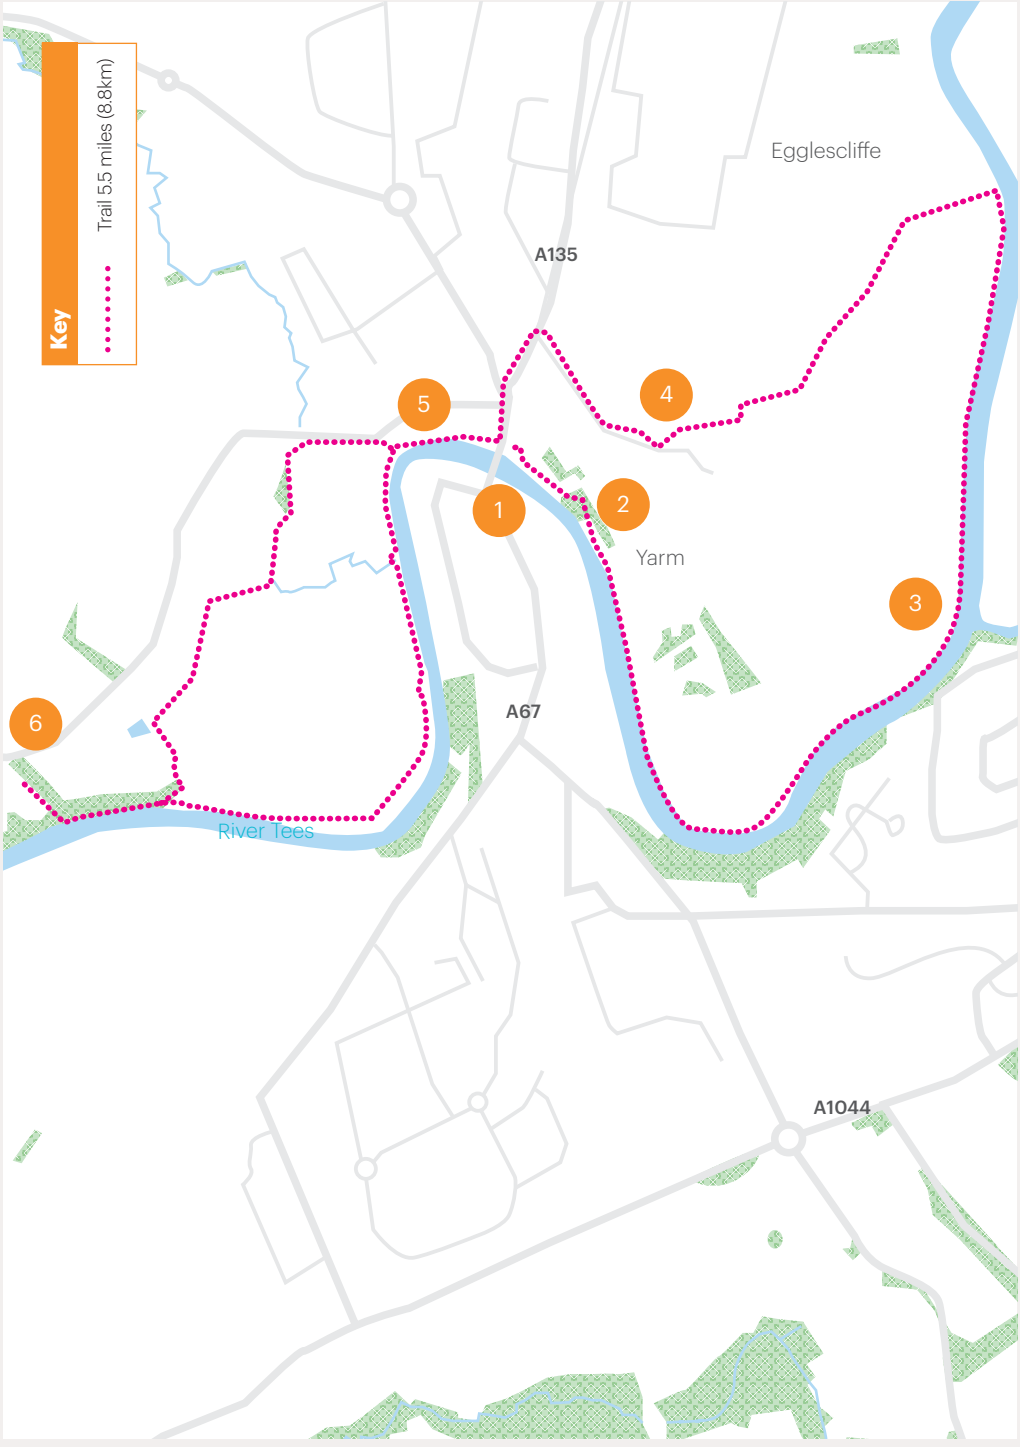 Key
Trail 5.5 miles (8.8km)
Egglescliffe
A135
4
5
2
1
Yarm
3
A67
6
River Tees
A1044